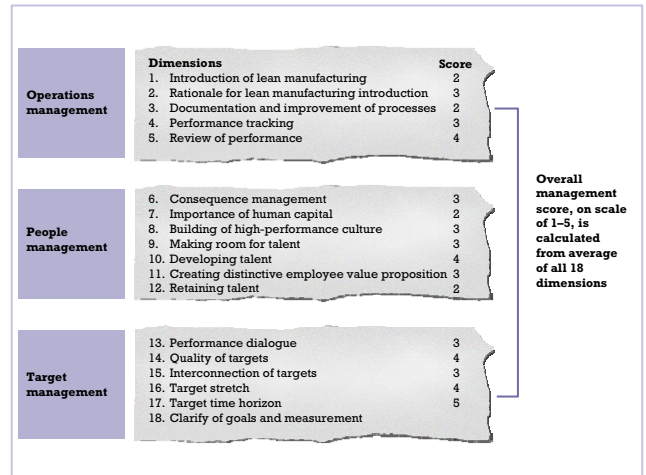 Dimensions Score
Operations
management
1. Introduction of lean manufacturing 2
2. Rationale for lean manufacturing introduction 3
3. Documentation and improvement of processes 2
4. Performance tracking 3
5. Review of performance 4
People
management
6. Consequence management 3
7. Importance of human capital 2
8. Building of high-performance culture 3
9. Making room for talent 3
10. Developing talent 4
11. Creating distinctive employee value proposition 3
12. Retaining talent 2
Target
management
13. Performance dialogue 3
14. Quality of targets 4
15. Interconnection of targets 3
16. Target stretch 4
17. Target time horizon 5
18. Clarify of goals and measurement
Overall
management
score, on scale
of 1–5, is
calculated
from average
of all 18
dimensions